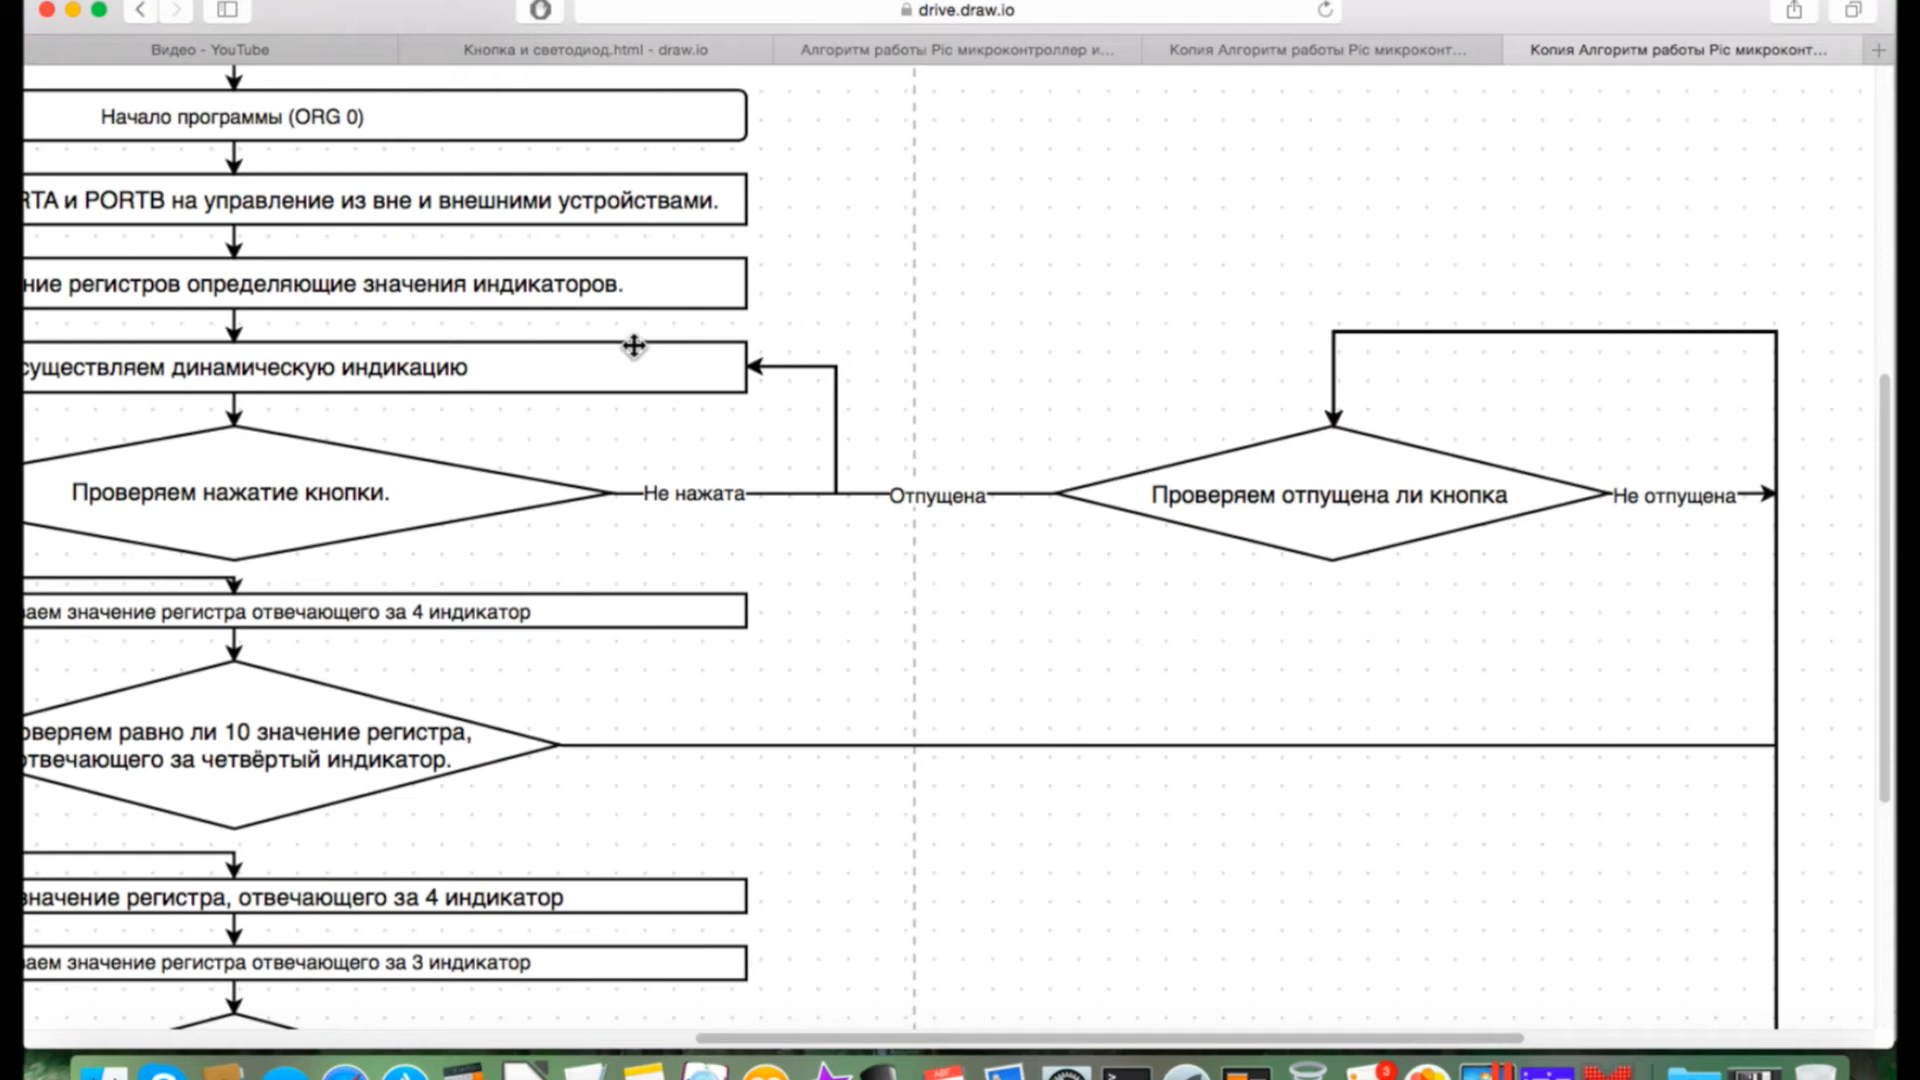 drive.draw.io
Видео - YouTube
Кнопка и светодиод.html - draw.io
Алгоритм работы Pic микроконтроллер и...
Копия Алгоритм работы Pic микроконт...
Копия Алгоритм работы Pic микроконт...
Начало программы (ORG 0)
RTA и PORTB на управление из вне и внешними устройствами.
ние регистров определяющие значения индикаторов.
существляем динамическую индикацию
Проверяем нажатие кнопки.
Не нажата
Отпущена
Проверяем отпущена ли кнопка
Не отпущена
ваем значение регистра отвечающего за 4 индикатор
оверяем равно ли 10 значение регистра,
отвечающего за четвёртый индикатор.
значение регистра, отвечающего за 4 индикатор
ваем значение регистра отвечающего за 3 индикатор
3